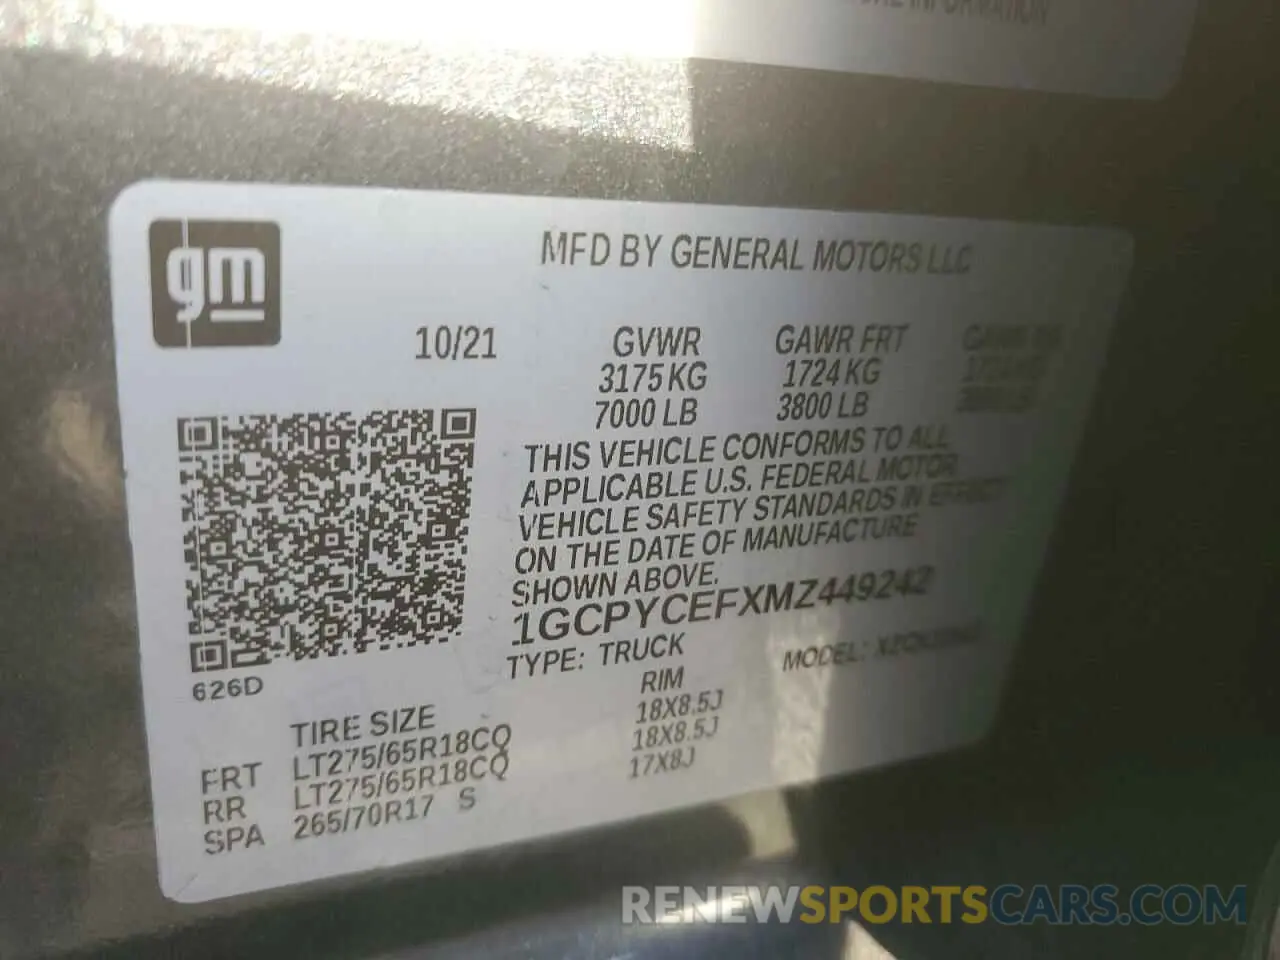 INFORMATION
gm
MFD BY GENERAL MOTORS LLC
10/21 GVWR GAWR FRT GAWR
3175 KG 1724 KG
7000 LB 3800 LB
THIS VEHICLE CONFORMS TO ALL
APPLICABLE U.S. FEDERAL MOTOR
VEHICLE SAFETY STANDARDS IN EFFECT
ON THE DATE OF MANUFACTURE
SHOWN ABOVE.
1GCPYCEFXMZ449242
TYPE: TRUCK MODEL:
626D
TIRE SIZE RIM
FRT LT275/65R18CQ 18X8.5J
RR LT275/65R18CQ 18X8.5J
SPA 265/70R17 S 17X8J
RENEWSPORTSCARS.COM